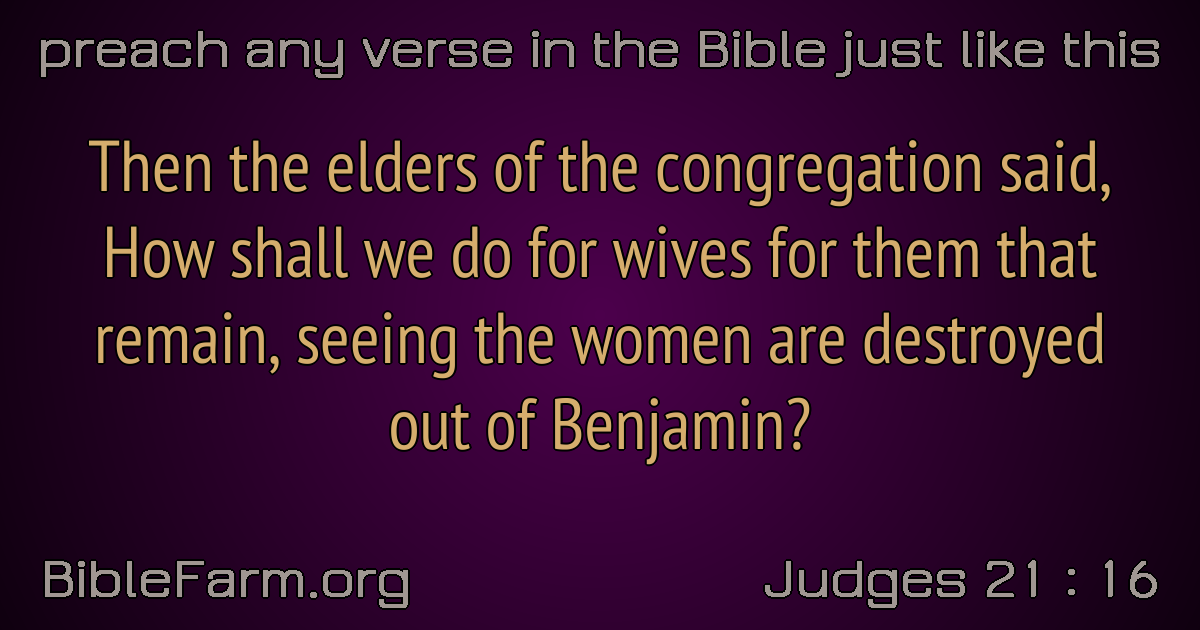 preach any verse in the Bible just like this
Then the elders of the congregation said,
How shall we do for wives for them that
remain, seeing the women are destroyed
out of Benjamin?
BibleFarm.org
Judges 21 : 16